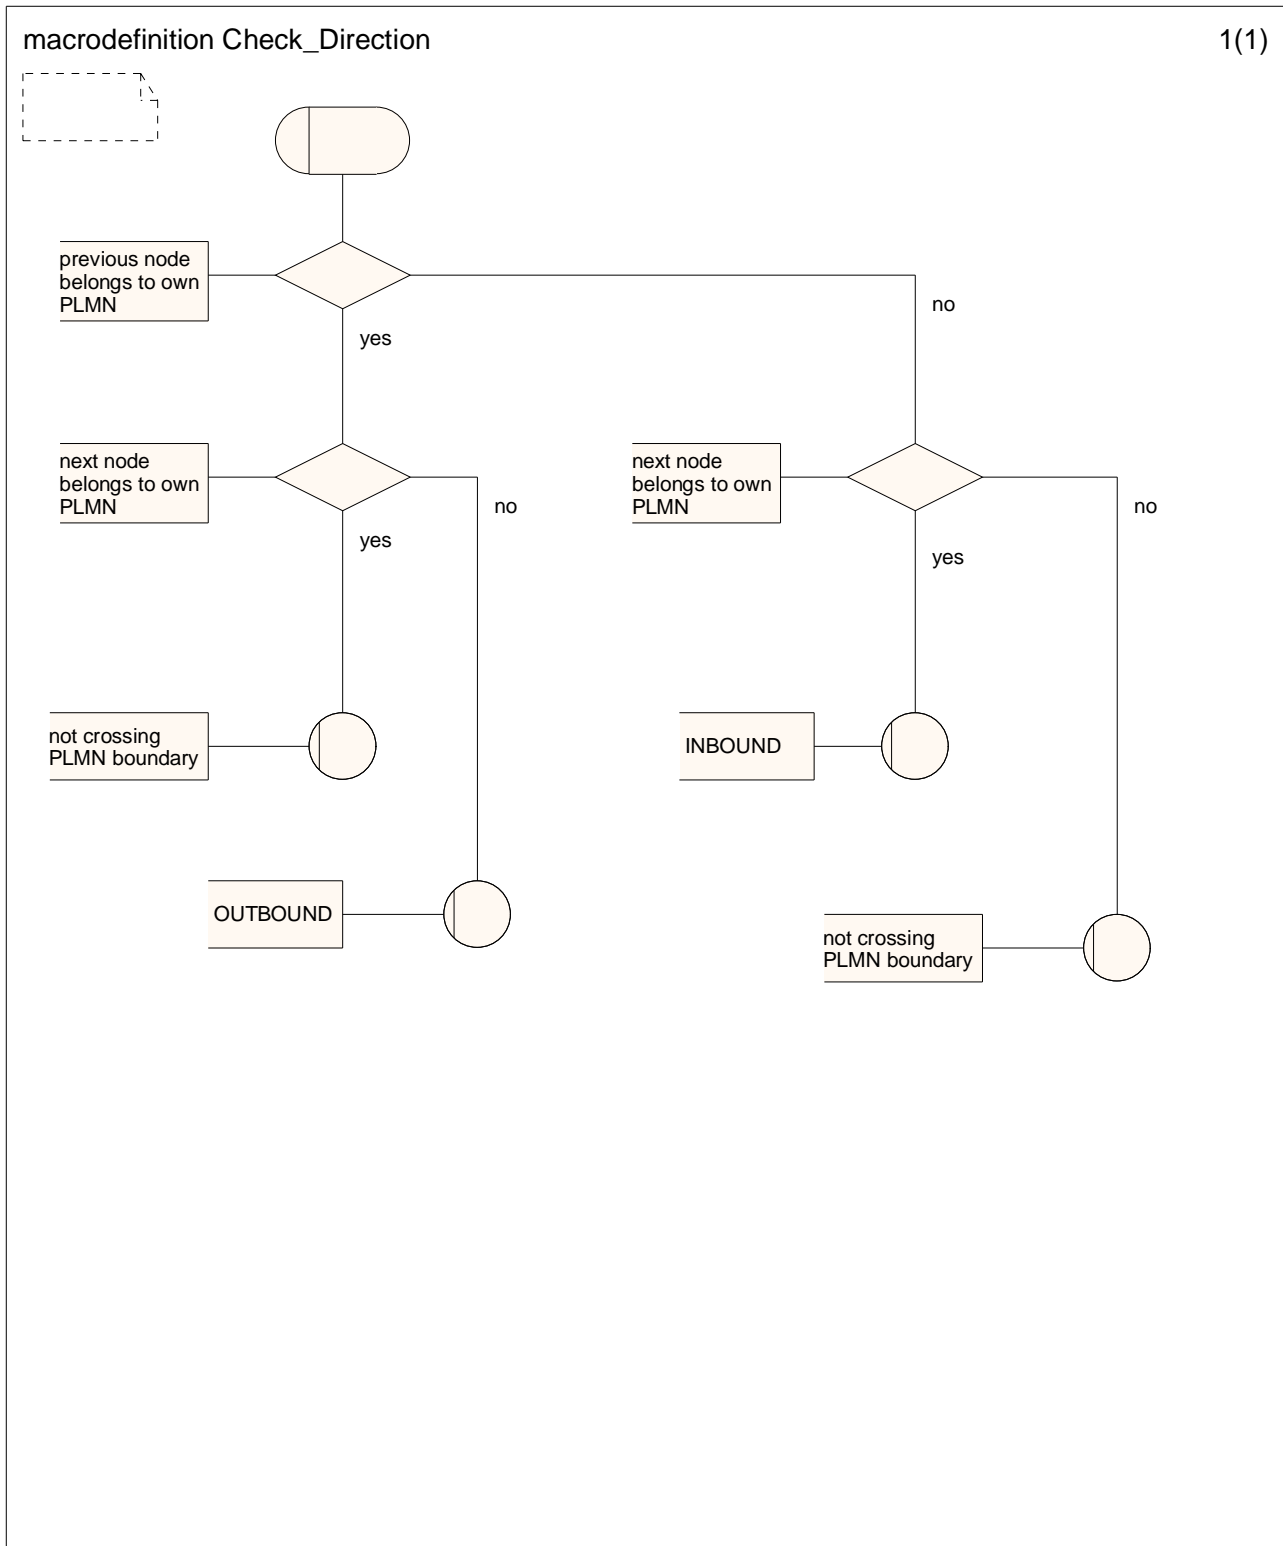 macrodefinition Check_Direction
1(1)
previous node
belongs to own
PLMN
no
yes
next node
belongs to own
PLMN
no
yes
next node
belongs to own
PLMN
no
yes
not crossing
PLMN boundary
INBOUND
OUTBOUND
not crossing
PLMN boundary